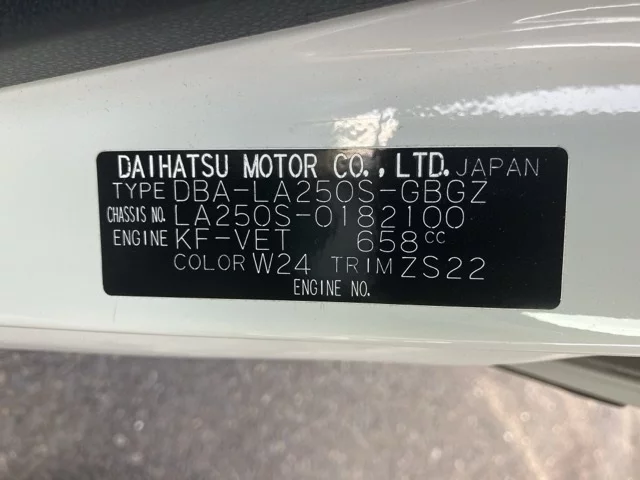 DAIHATSU MOTOR CO., LTD. JAPAN
TYPE DBA-LA250S-GBGZ
CHASSIS NO. LA250S-0182100
ENGINE KF-VET 658cc
COLOR W24 TRIM ZS22
ENGINE NO.